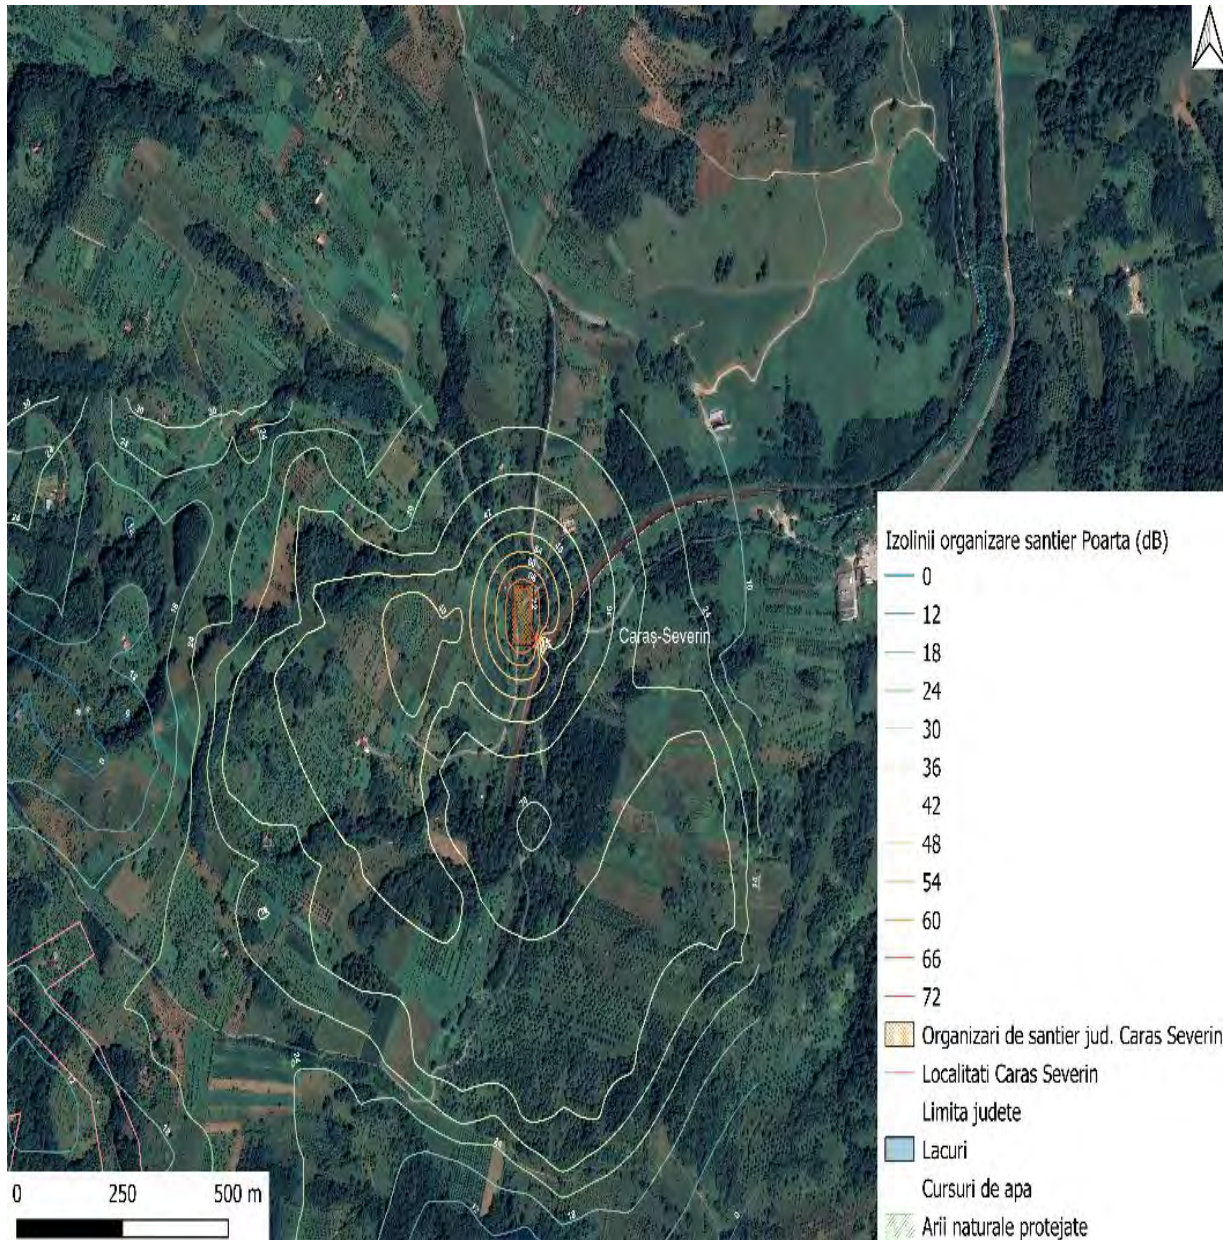 Caraș-Severin
Izolinii organizare santier Poarta (dB)
0
12
18
24
30
36
42
48
54
60
66
72
Organizari de santier jud. Caras Severin
Localitati Caras Severin
Limita judete
Lacuri
Cursuri de apa
Arii naturale protejate
0 250 500 m